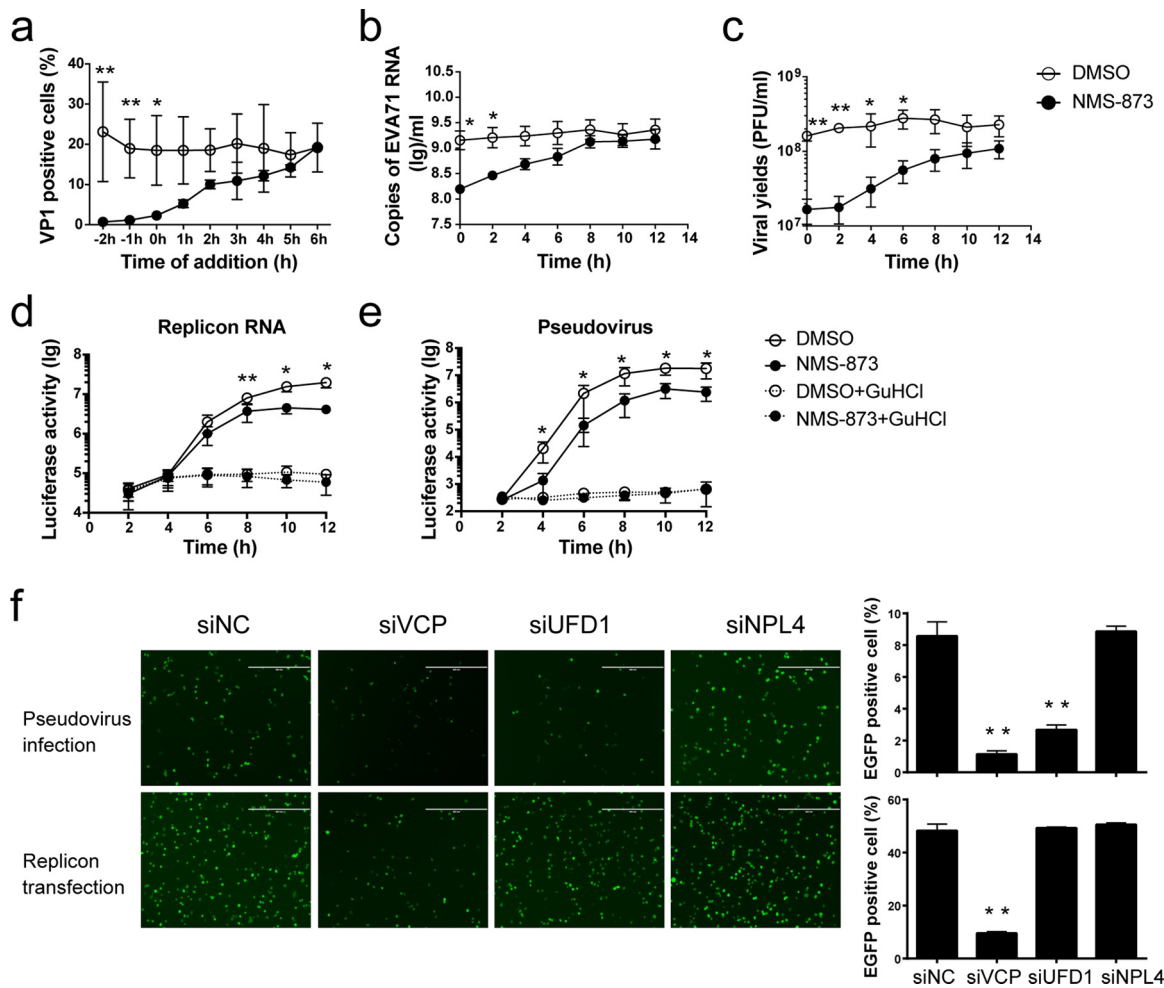 a
VP1 positive cells (%)
40
30
20
10
0
** ** *
-2h -1h 0h 1h 2h 3h 4h 5h 6h
Time of addition (h)
b
Copies of EVA71 RNA
(lg)/ml
10.5
10.0
9.5
9.0
8.5
8.0
7.5
* *
0 2 4 6 8 10 12 14
Time (h)
c
Viral yields (PFU/ml)
10⁹
10⁸
10⁷
** ** * *
0 2 4 6 8 10 12 14
Time (h)
DMSO
NMS-873
d
Replicon RNA
Luciferase activity (lg)
8
7
6
5
4
** * *
0 2 4 6 8 10 12
Time (h)
e
Pseudovirus
Luciferase activity (lg)
8
7
6
5
4
3
2
* * * * *
0 2 4 6 8 10 12
Time (h)
DMSO
NMS-873
DMSO+GuHCl
NMS-873+GuHCl
f
siNC siVCP siUFD1 siNPL4
Pseudovirus
infection
Replicon
transfection
EGFP positive cell (%)
10
8
6
4
2
0
* * * *
EGFP positive cell (%)
60
40
20
0
* *
siNC siVCP siUFD1 siNPL4